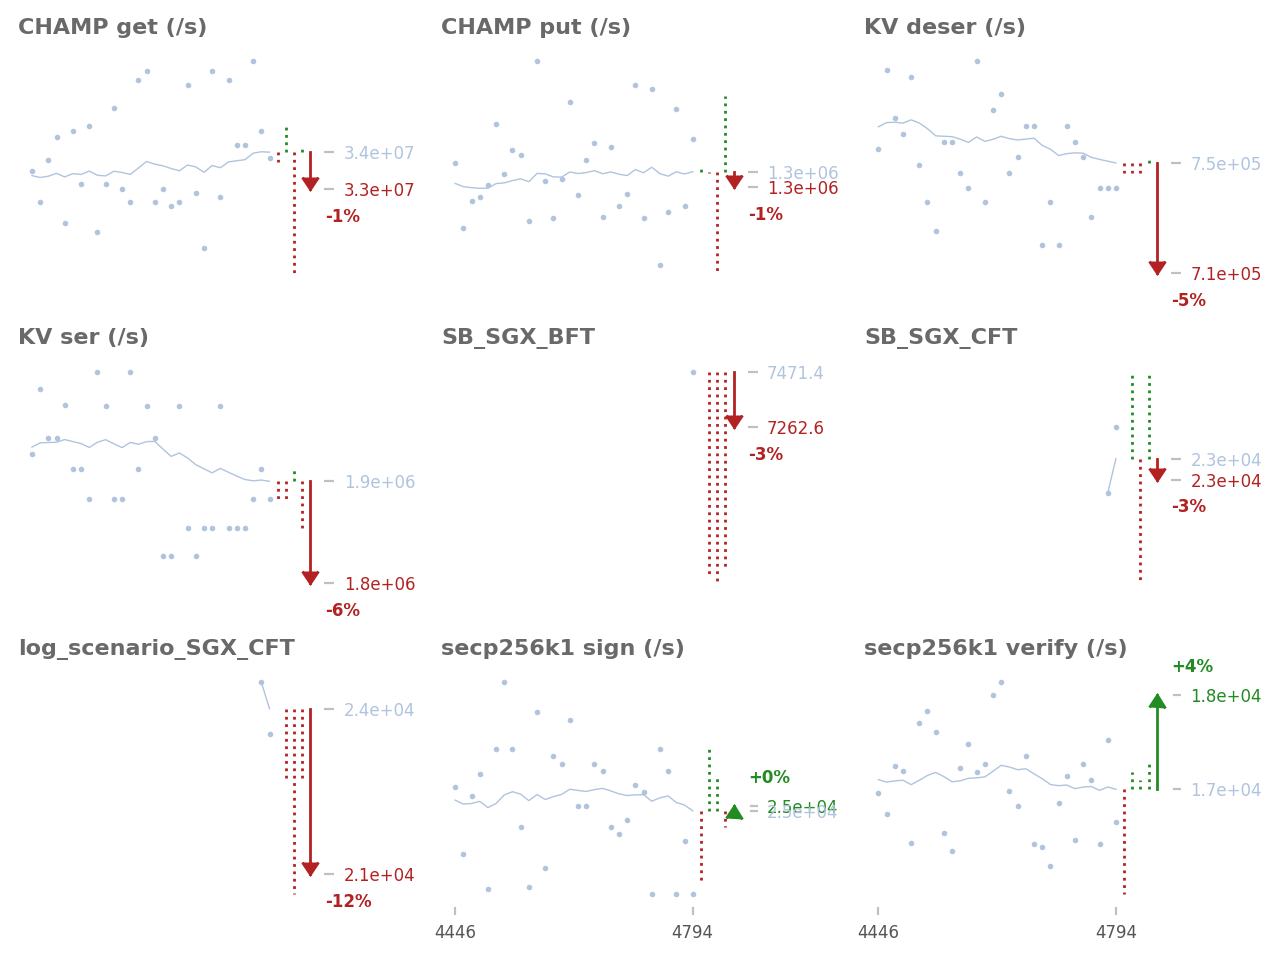 CHAMP get (/s)
CHAMP put (/s)
KV deser (/s)
3.4e+07
3.3e+07
-1%
1.3e+06
1.3e+06
-1%
7.5e+05
7.1e+05
-5%
KV ser (/s)
SB_SGX_BFT
SB_SGX_CFT
1.9e+06
1.8e+06
-6%
7471.4
7262.6
-3%
2.3e+04
2.3e+04
-3%
log_scenario_SGX_CFT
secp256k1 sign (/s)
secp256k1 verify (/s)
2.4e+04
2.1e+04
-12%
+0%
2.5e+04
2.5e+04
+4%
1.8e+04
1.7e+04
4446
4794
4446
4794